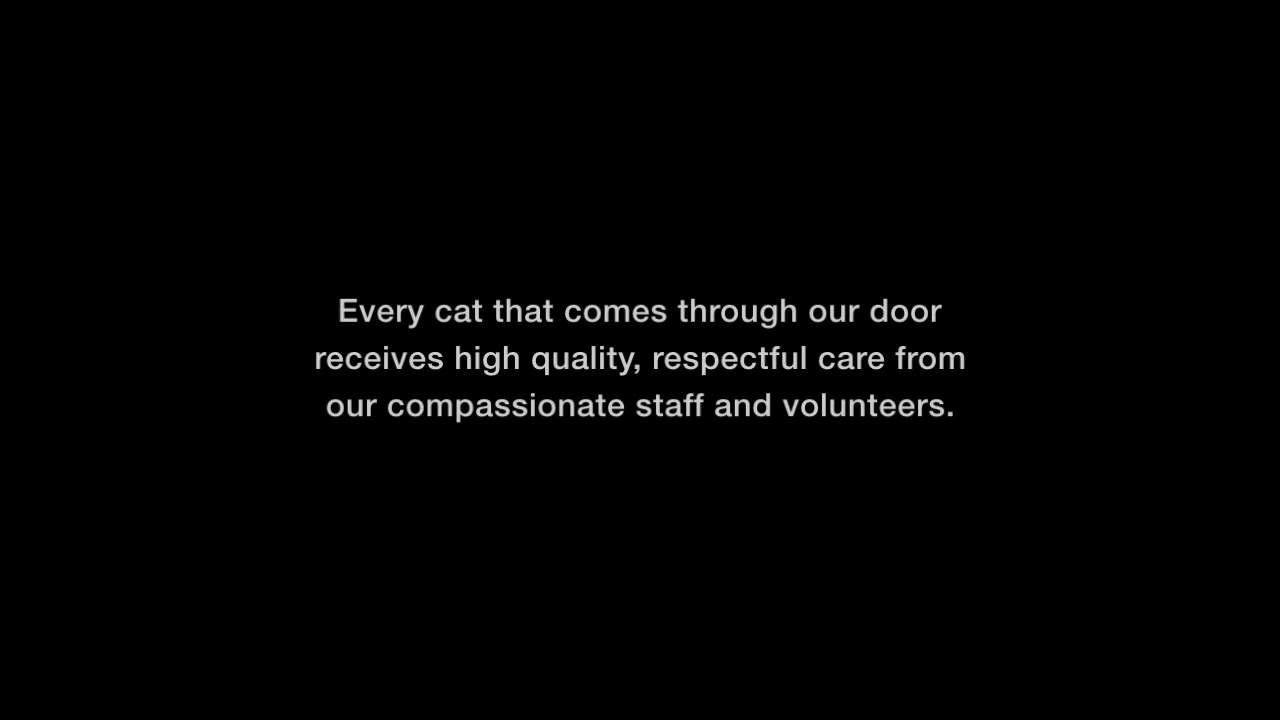 Every cat that comes through our door
receives high quality, respectful care from
our compassionate staff and volunteers.